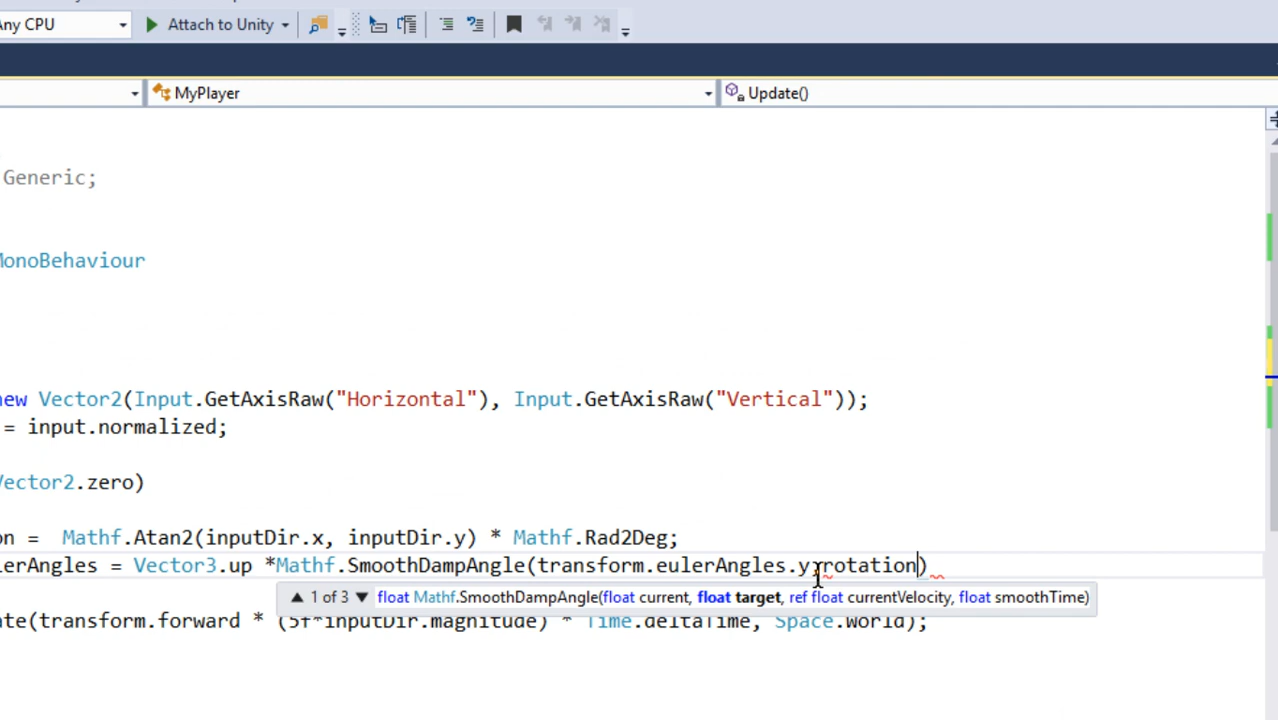 Any CPU Attach to Unity
MyPlayer Update()
Generic;
MonoBehaviour
new Vector2(Input.GetAxisRaw("Horizontal"), Input.GetAxisRaw("Vertical"));
= input.normalized;
Vector2.zero)
on = Mathf.Atan2(inputDir.x, inputDir.y) * Mathf.Rad2Deg;
lerAngles = Vector3.up *Mathf.SmoothDampAngle(transform.eulerAngles.y,rotation)
1 of 3 float Mathf.SmoothDampAngle(float current, float target, ref float currentVelocity, float smoothTime)
ate(transform.forward * (5f*inputDir.magnitude) * Time.deltaTime, Space.World);